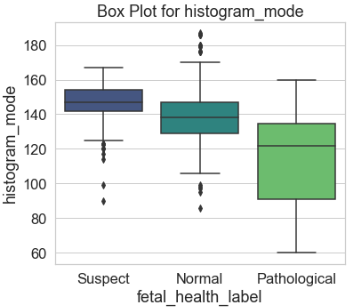 Box Plot for histogram_mode
histogram_mode
180
160
140
120
100
80
60
Suspect Normal Pathological
fetal_health_label